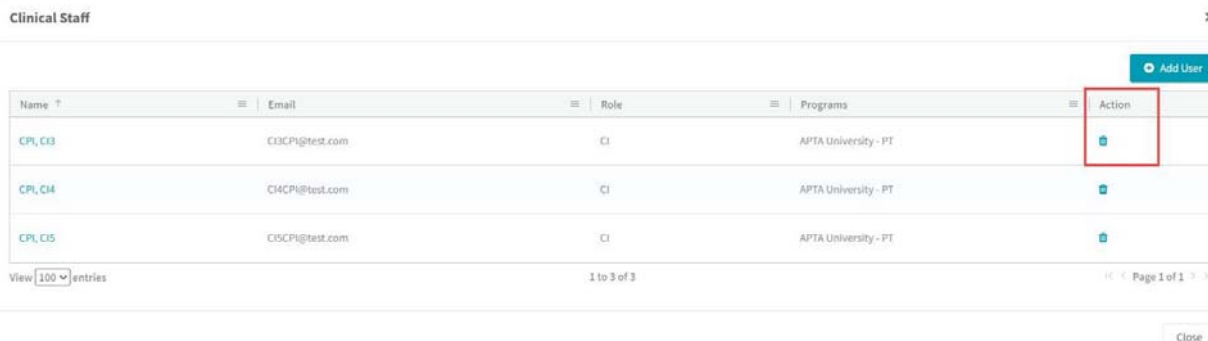 Clinical Staff
Add User
Name Email Role Programs Action
CPI, CI3 CI3CPI@test.com CI APTA University - PT
CPI, CI4 CI4CPI@test.com CI APTA University - PT
CPI, CI5 CI5CPI@test.com CI APTA University - PT
View 100 entries 1 to 3 of 3 Page 1 of 1
Close